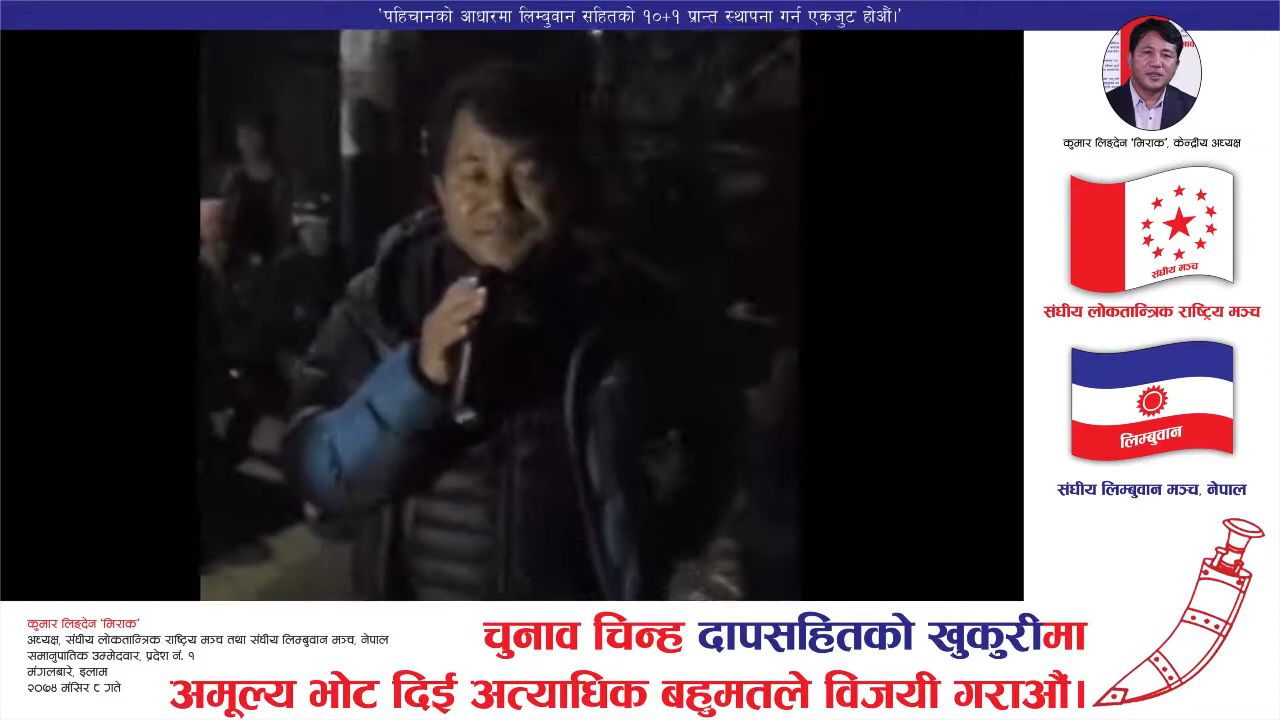 ‘पहिचानको आधारमा लिम्बुवान सहितको १०+१ प्रान्त स्थापना गर्न एकजुट होऔं।’
कुमार लिङ्देन ‘मिराक’, केन्द्रीय अध्यक्ष
संघीय मञ्च
संघीय लोकतान्त्रिक राष्ट्रिय मञ्च
लिम्बुवान
संघीय लिम्बुवान मञ्च, नेपाल
कुमार लिङ्देन ‘मिराक’
अध्यक्ष, संघीय लोकतान्त्रिक राष्ट्रिय मञ्च तथा संघीय लिम्बुवान मञ्च, नेपाल
समानुपातिक उम्मेदवार, प्रदेश नं. १
मंगलबारे, इलाम
२०७४ मंसिर ८ गते
चुनाव चिन्ह दापसहितको खुकुरीमा
अमूल्य भोट दिई अत्याधिक बहुमतले विजयी गराऔं।